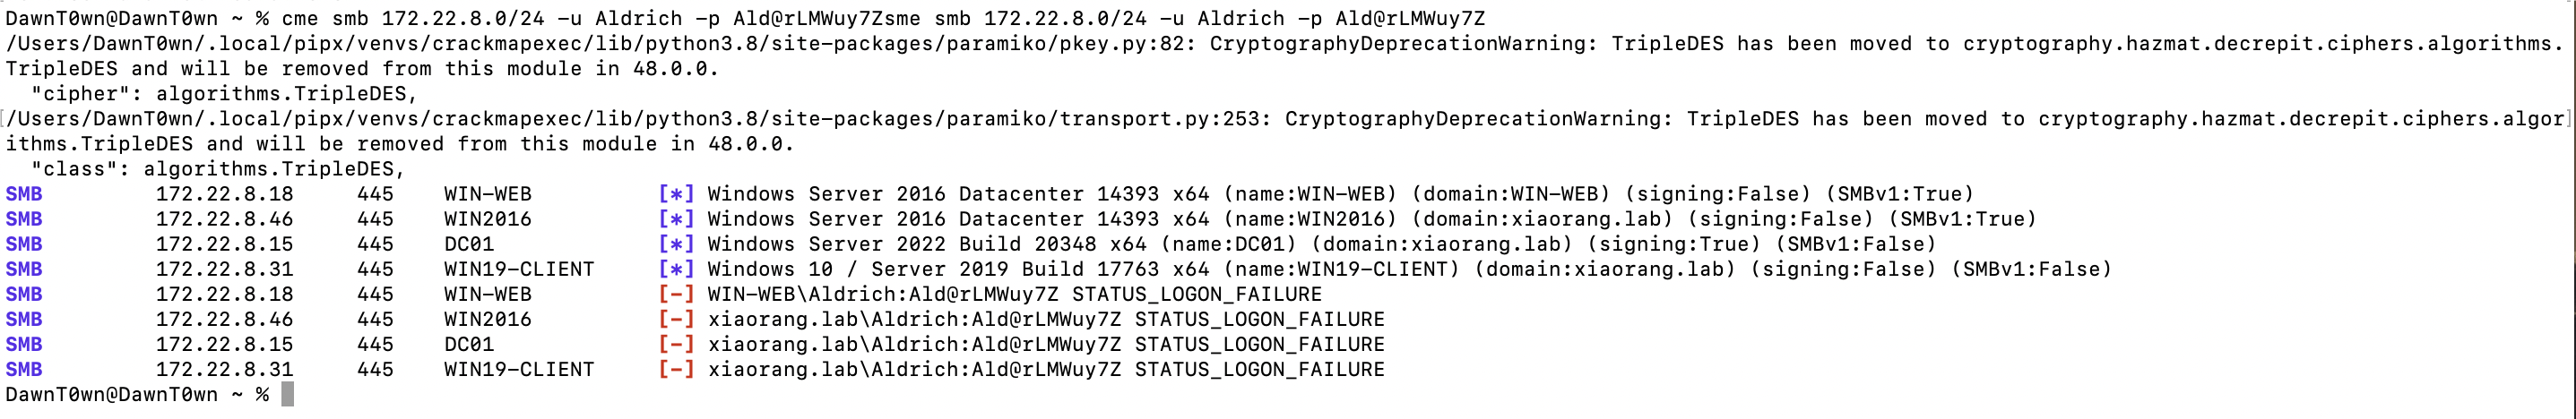 DawnT0wn@DawnT0wn ~ % cme smb 172.22.8.0/24 -u Aldrich -p Ald@rLMWuy7Zsme smb 172.22.8.0/24 -u Aldrich -p Ald@rLMWuy7Z
/Users/DawnT0wn/.local/pipx/venvs/crackmapexec/lib/python3.8/site-packages/paramiko/pkey.py:82: CryptographyDeprecationWarning: TripleDES has been moved to cryptography.hazmat.decrepit.ciphers.algorithms.
TripleDES and will be removed from this module in 48.0.0.
  "cipher": algorithms.TripleDES,
[/Users/DawnT0wn/.local/pipx/venvs/crackmapexec/lib/python3.8/site-packages/paramiko/transport.py:253: CryptographyDeprecationWarning: TripleDES has been moved to cryptography.hazmat.decrepit.ciphers.algor]
ithms.TripleDES and will be removed from this module in 48.0.0.
  "class": algorithms.TripleDES,
SMB         172.22.8.18     445    WIN-WEB          [*] Windows Server 2016 Datacenter 14393 x64 (name:WIN-WEB) (domain:WIN-WEB) (signing:False) (SMBv1:True)
SMB         172.22.8.46     445    WIN2016          [*] Windows Server 2016 Datacenter 14393 x64 (name:WIN2016) (domain:xiaorang.lab) (signing:False) (SMBv1:True)
SMB         172.22.8.15     445    DC01             [*] Windows Server 2022 Build 20348 x64 (name:DC01) (domain:xiaorang.lab) (signing:True) (SMBv1:False)
SMB         172.22.8.31     445    WIN19-CLIENT     [*] Windows 10 / Server 2019 Build 17763 x64 (name:WIN19-CLIENT) (domain:xiaorang.lab) (signing:False) (SMBv1:False)
SMB         172.22.8.18     445    WIN-WEB          [-] WIN-WEB\Aldrich:Ald@rLMWuy7Z STATUS_LOGON_FAILURE
SMB         172.22.8.46     445    WIN2016          [-] xiaorang.lab\Aldrich:Ald@rLMWuy7Z STATUS_LOGON_FAILURE
SMB         172.22.8.15     445    DC01             [-] xiaorang.lab\Aldrich:Ald@rLMWuy7Z STATUS_LOGON_FAILURE
SMB         172.22.8.31     445    WIN19-CLIENT     [-] xiaorang.lab\Aldrich:Ald@rLMWuy7Z STATUS_LOGON_FAILURE
DawnT0wn@DawnT0wn ~ %